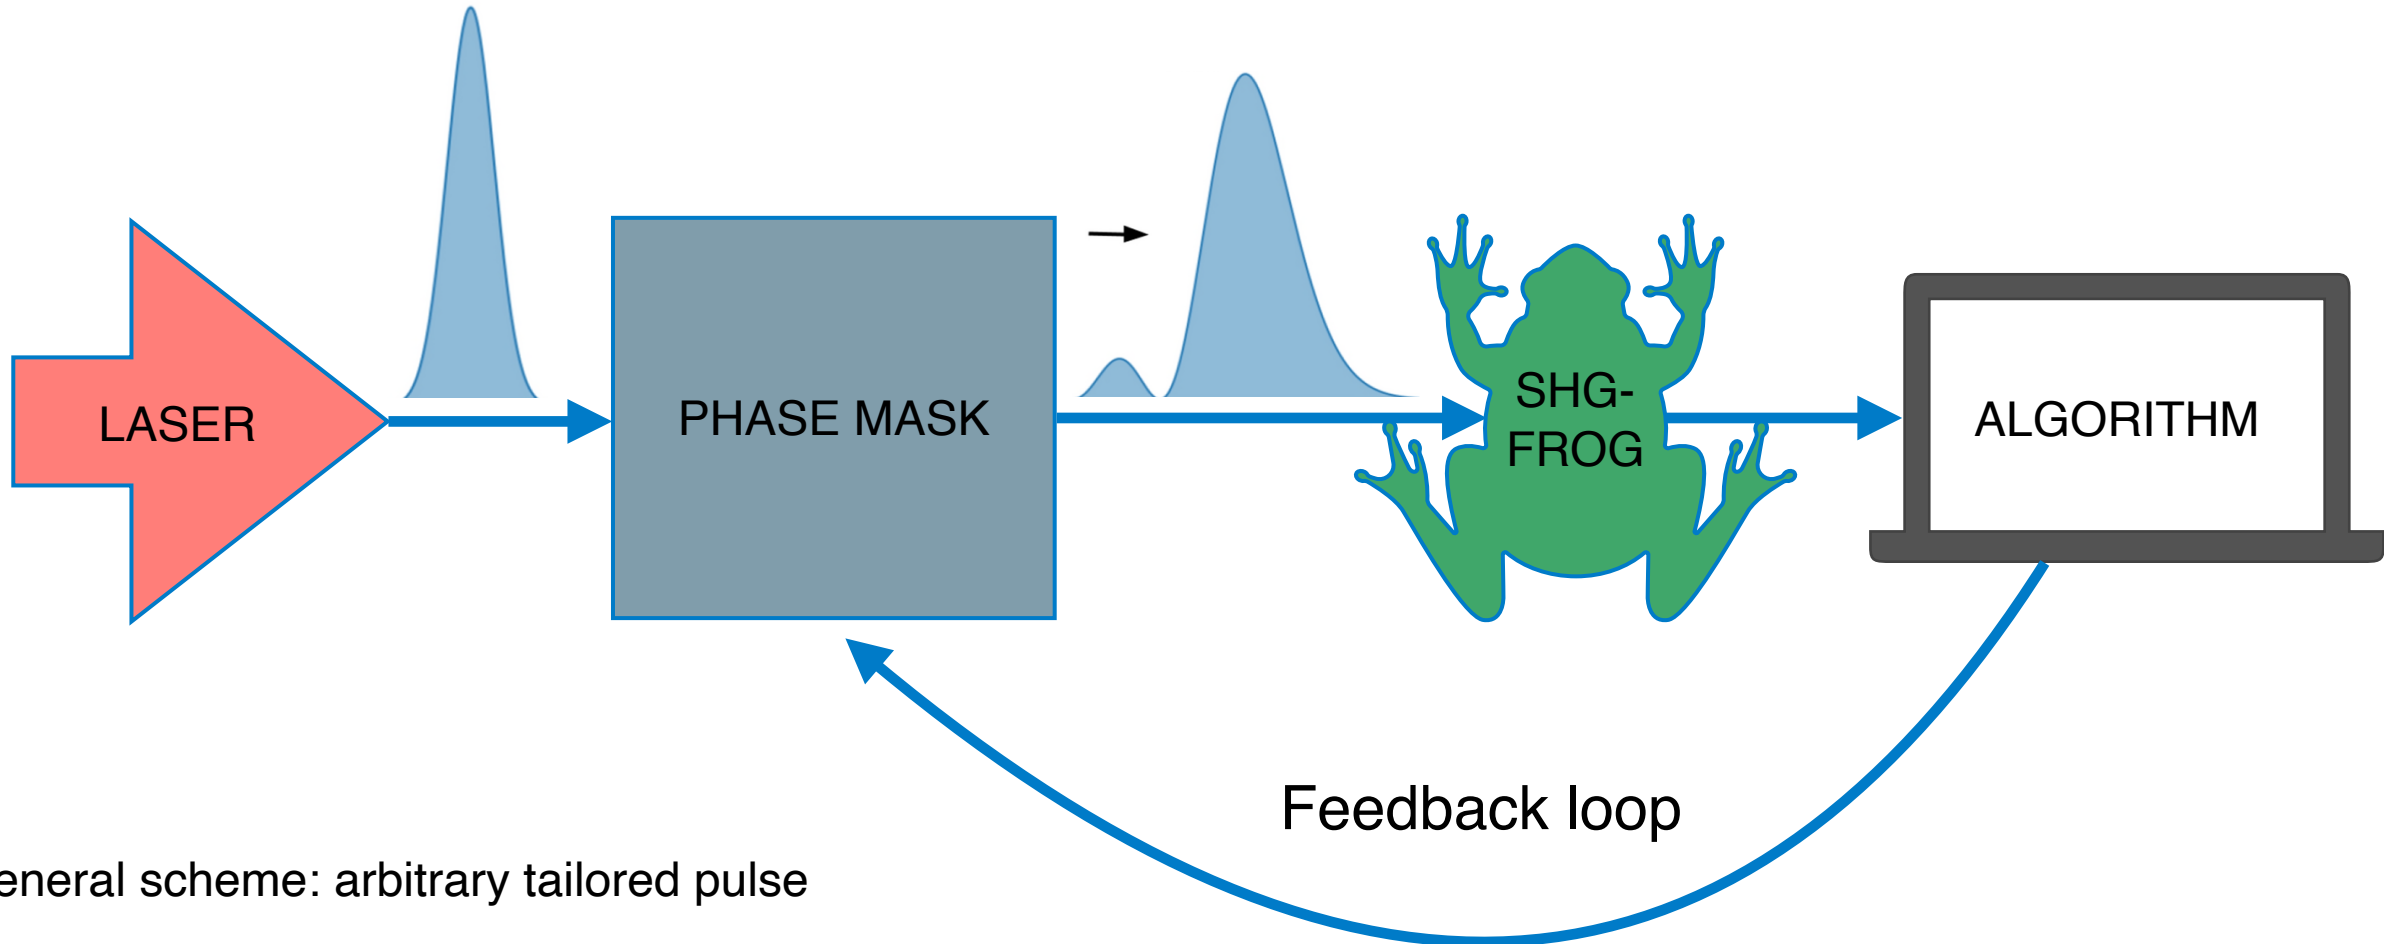 LASER
PHASE MASK
SHG-
FROG
ALGORITHM
Feedback loop
eneral scheme: arbitrary tailored pulse